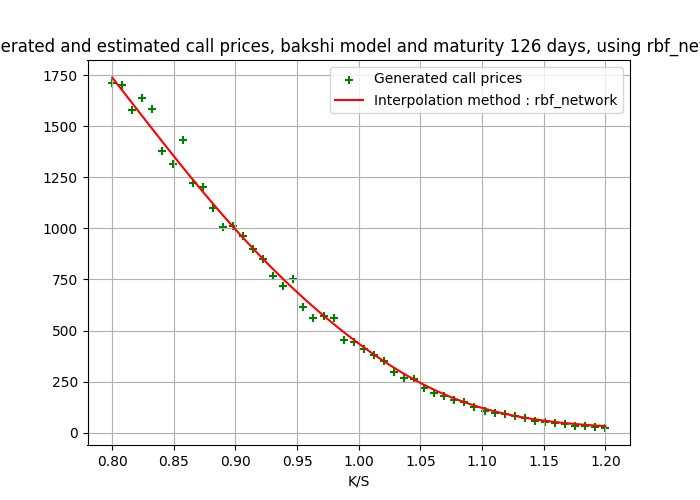 erated and estimated call prices, bakshi model and maturity 126 days, using rbf_ne
Generated call prices
Interpolation method : rbf_network
1750
1500
1250
1000
750
500
250
0
0.80 0.85 0.90 0.95 1.00 1.05 1.10 1.15 1.20
K/S